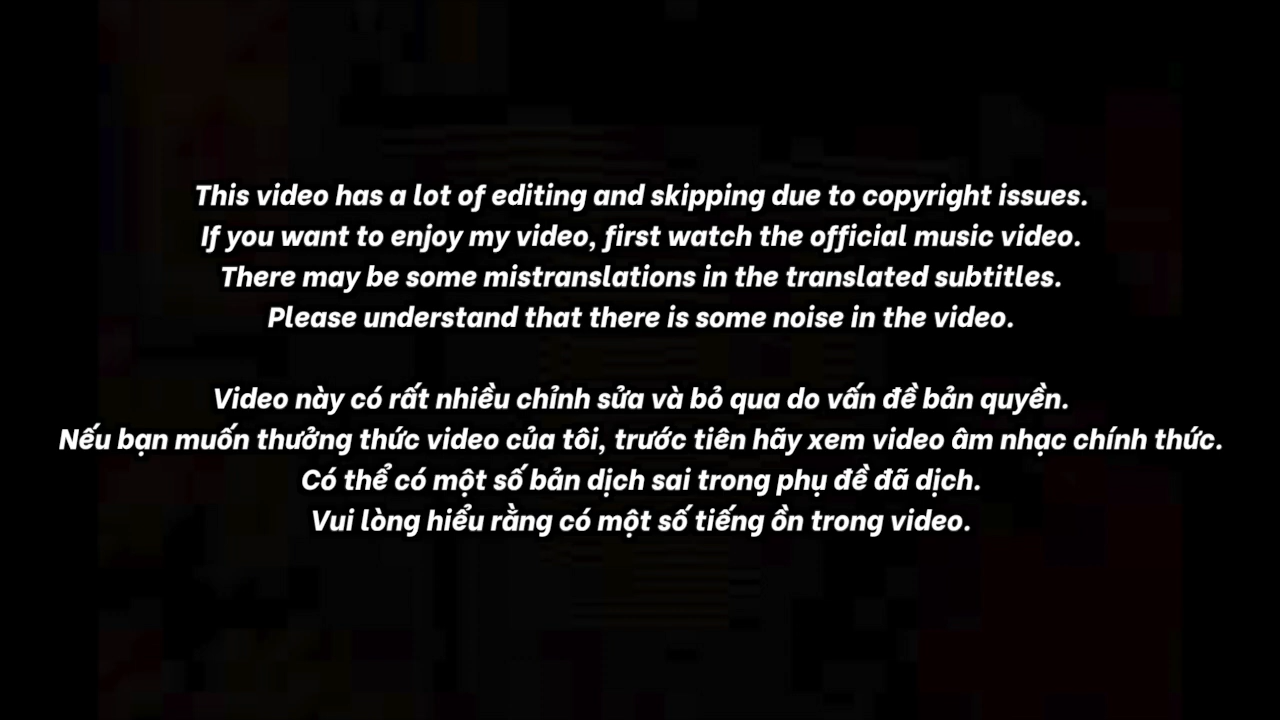 This video has a lot of editing and skipping due to copyright issues.
If you want to enjoy my video, first watch the official music video.
There may be some mistranslations in the translated subtitles.
Please understand that there is some noise in the video.
Video này có rất nhiều chỉnh sửa và bỏ qua do vấn đề bản quyền.
Nếu bạn muốn thưởng thức video của tôi, trước tiên hãy xem video âm nhạc chính thức.
Có thể có một số bản dịch sai trong phụ đề đã dịch.
Vui lòng hiểu rằng có một số tiếng ồn trong video.